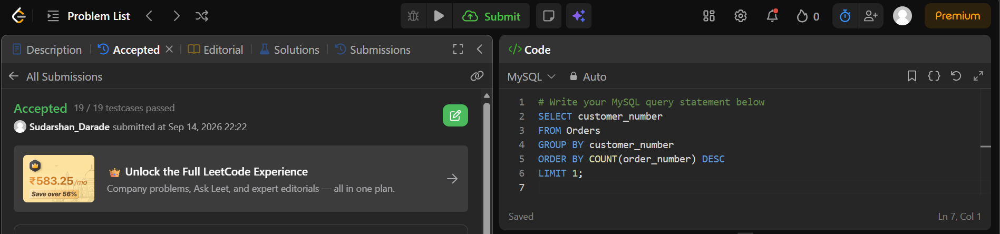 Problem List
Submit
0
Premium
Description
Accepted
Editorial
Solutions
Submissions
All Submissions
Accepted 19 / 19 testcases passed
Sudarshan_Darade submitted at Sep 14, 2026 22:22
₹583.25/mo
Save over 56%
Unlock the Full LeetCode Experience
Company problems, Ask Leet, and expert editorials — all in one plan.
</> Code
MySQL
Auto
1 # Write your MySQL query statement below
2 SELECT customer_number
3 FROM Orders
4 GROUP BY customer_number
5 ORDER BY COUNT(order_number) DESC
6 LIMIT 1;
7
Saved
Ln 7, Col 1